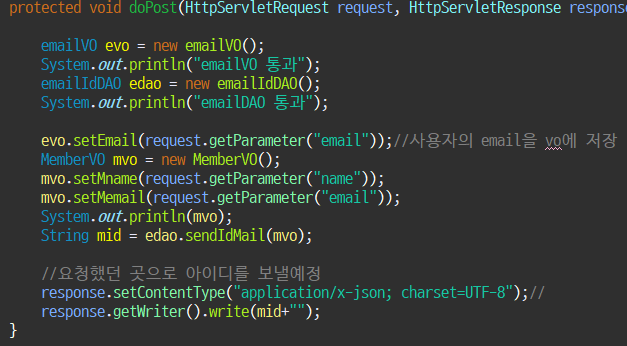 protected void doPost(HttpServletRequest request, HttpServletResponse response
emailVO evo = new emailVO();
System.out.println("emailVO 통과");
emailIdDAO edao = new emailIdDAO();
System.out.println("emailDAO 통과");
evo.setEmail(request.getParameter("email"));//사용자의 email을 vo에 저장
MemberVO mvo = new MemberVO();
mvo.setMname(request.getParameter("name"));
mvo.setMemail(request.getParameter("email"));
System.out.println(mvo);
String mid = edao.sendIdMail(mvo);
//요청했던 곳으로 아이디를 보낼예정
response.setContentType("application/x-json; charset=UTF-8");//
response.getWriter().write(mid+"");
}